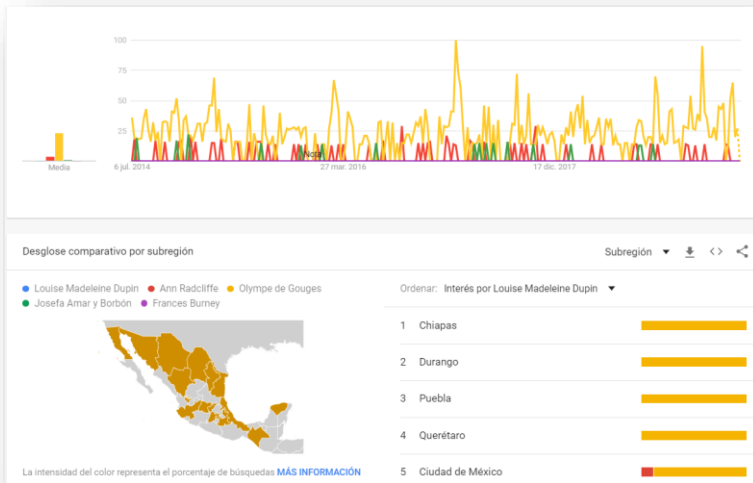 100
75
50
25
Nota
Media
6 jul. 2014
27 mar. 2016
17 dic. 2017
Desglose comparativo por subregión
Subregión
Louise Madeleine Dupin
Ann Radcliffe
Olympe de Gouges
Josefa Amar y Borbón
Frances Burney
Ordenar: Interés por Louise Madeleine Dupin
1 Chiapas
2 Durango
3 Puebla
4 Querétaro
5 Ciudad de México
La intensidad del color representa el porcentaje de búsquedas MÁS INFORMACIÓN